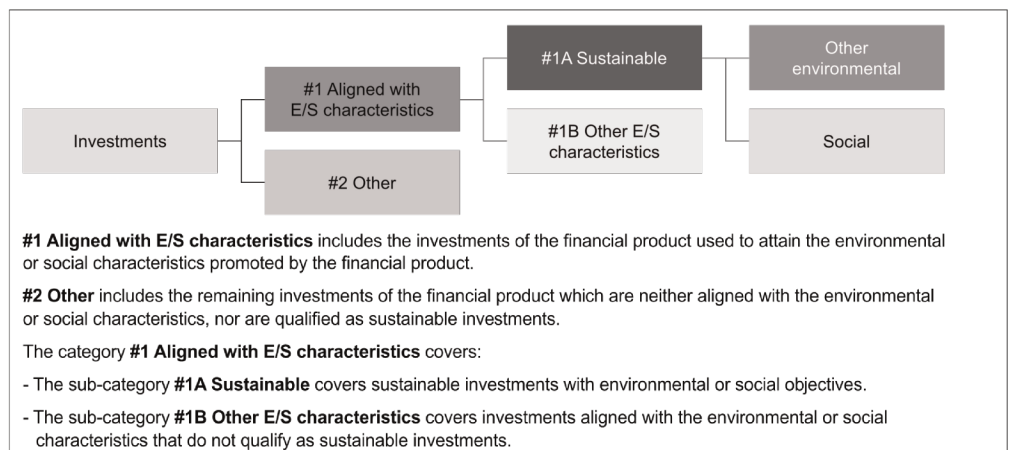 Investments
#1 Aligned with
E/S characteristics
#2 Other
#1A Sustainable
#1B Other E/S
characteristics
Other
environmental
Social
#1 Aligned with E/S characteristics includes the investments of the financial product used to attain the environmental
or social characteristics promoted by the financial product.
#2 Other includes the remaining investments of the financial product which are neither aligned with the environmental
or social characteristics, nor are qualified as sustainable investments.
The category #1 Aligned with E/S characteristics covers:
- The sub-category #1A Sustainable covers sustainable investments with environmental or social objectives.
- The sub-category #1B Other E/S characteristics covers investments aligned with the environmental or social
characteristics that do not qualify as sustainable investments.